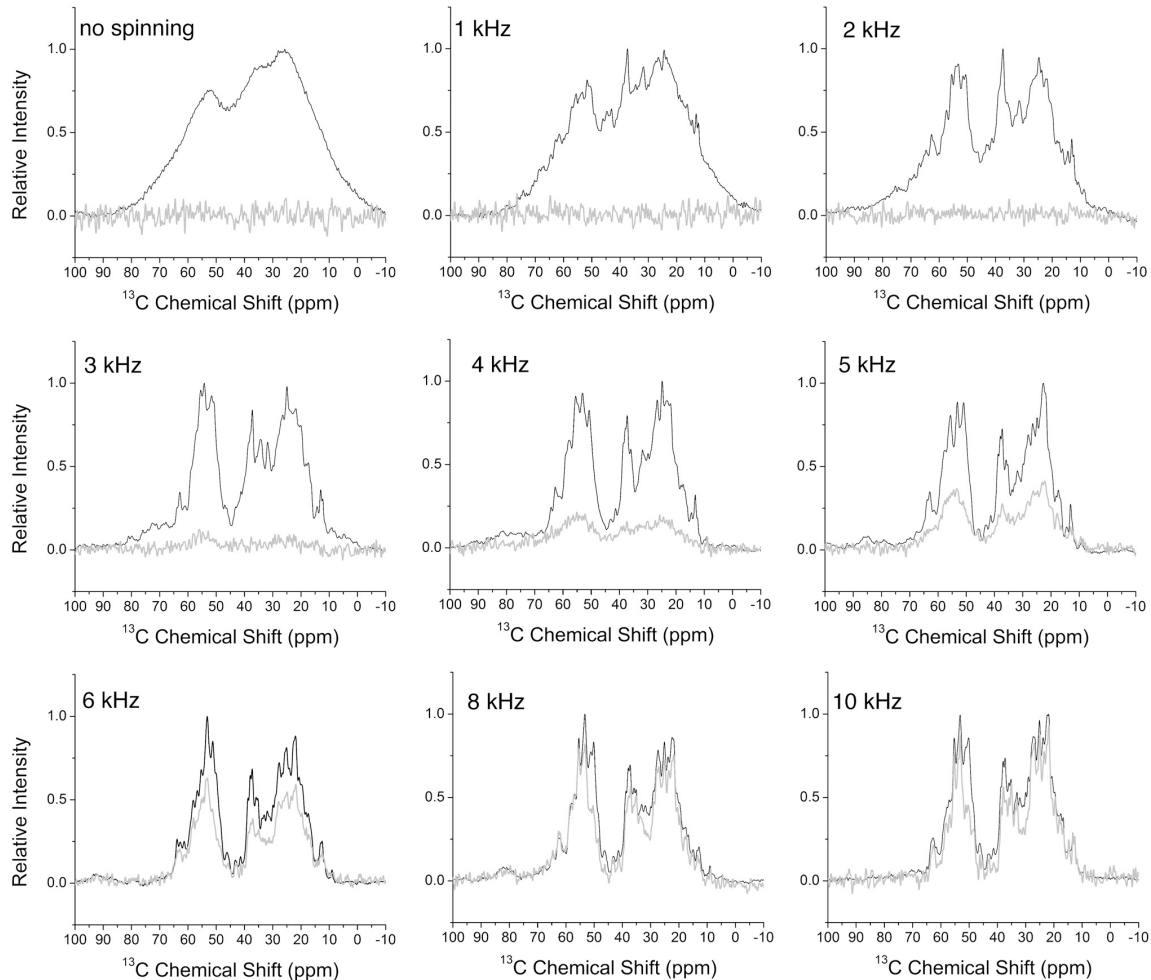 no spinning
1 kHz
2 kHz
Relative Intensity
1.0
0.5
0.0
100 90 80 70 60 50 40 30 20 10 0 -10
¹³C Chemical Shift (ppm)
1.0
0.5
0.0
100 90 80 70 60 50 40 30 20 10 0 -10
¹³C Chemical Shift (ppm)
1.0
0.5
0.0
100 90 80 70 60 50 40 30 20 10 0 -10
¹³C Chemical Shift (ppm)
3 kHz
4 kHz
5 kHz
Relative Intensity
1.0
0.5
0.0
100 90 80 70 60 50 40 30 20 10 0 -10
¹³C Chemical Shift (ppm)
1.0
0.5
0.0
100 90 80 70 60 50 40 30 20 10 0 -10
¹³C Chemical Shift (ppm)
1.0
0.5
0.0
100 90 80 70 60 50 40 30 20 10 0 -10
¹³C Chemical Shift (ppm)
6 kHz
8 kHz
10 kHz
Relative Intensity
1.0
0.5
0.0
100 90 80 70 60 50 40 30 20 10 0 -10
¹³C Chemical Shift (ppm)
1.0
0.5
0.0
100 90 80 70 60 50 40 30 20 10 0 -10
¹³C Chemical Shift (ppm)
1.0
0.5
0.0
100 90 80 70 60 50 40 30 20 10 0 -10
¹³C Chemical Shift (ppm)